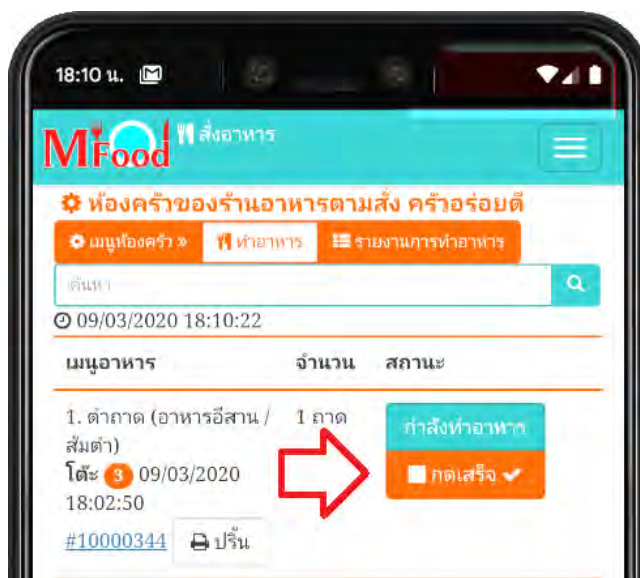 18:10 น.
MFood สั่งอาหาร
ห้องครัวของร้านอาหารตามสั่ง ครัวอร่อยดี
เมนูห้องครัว » ทำอาหาร รายงานการทำอาหาร
ค้นหา
09/03/2020 18:10:22
เมนูอาหาร จำนวน สถานะ
1. ตำถาด (อาหารอีสาน / 1 ถาด กำลังทำอาหาร
ส้มตำ)
โต๊ะ 3 09/03/2020 กดเสร็จ
18:02:50
#10000344 ปริ้น